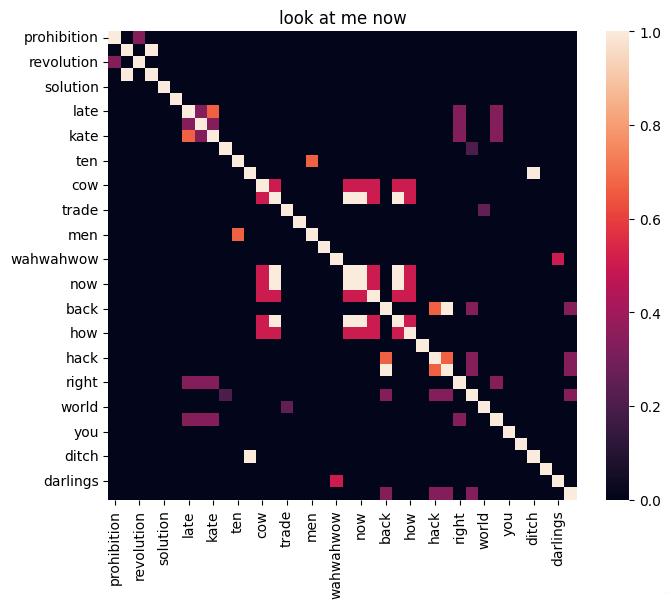 look at me now
prohibition
revolution
solution
late
kate
ten
cow
trade
men
wahwahwow
now
back
how
hack
right
world
you
ditch
darlings
1.0
0.8
0.6
0.4
0.2
0.0
prohibition
revolution
solution
late
kate
ten
cow
trade
men
wahwahwow
now
back
how
hack
right
world
you
ditch
darlings